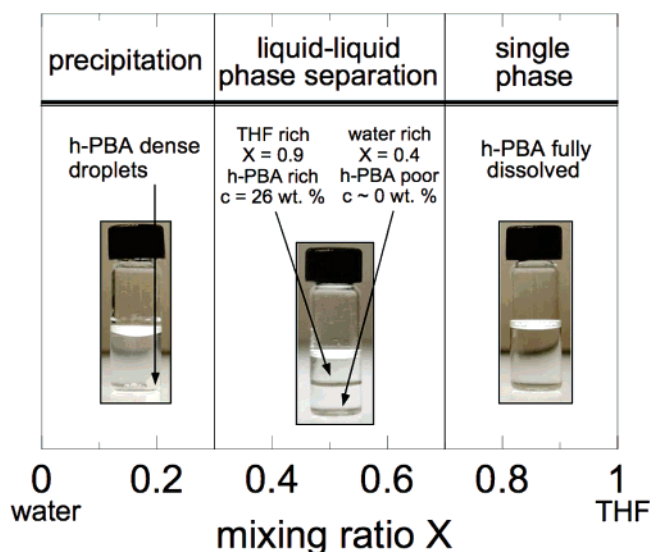 precipitation
liquid-liquid
phase separation
single
phase
h-PBA dense
droplets
THF rich
X = 0.9
h-PBA rich
c = 26 wt. %
water rich
X = 0.4
h-PBA poor
c ~ 0 wt. %
h-PBA fully
dissolved
0 0.2 0.4 0.6 0.8 1
water THF
mixing ratio X